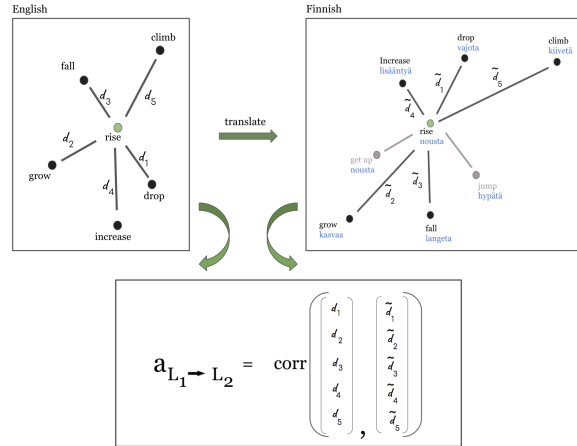 English
climb
fall
d3
d5
rise
d2
d1
grow
d4
drop
increase
translate
Finnish
drop
vajota
climb
kiivetä
Increase
lisääntyä
d̃1
d̃5
d̃4
rise
nousta
get up
nousta
d̃3
d̃2
jump
hypätä
grow
kasvaa
fall
langeta
a L1 → L2 = corr
d1
d2
d3
d4
d5
,
d̃1
d̃2
d̃3
d̃4
d̃5